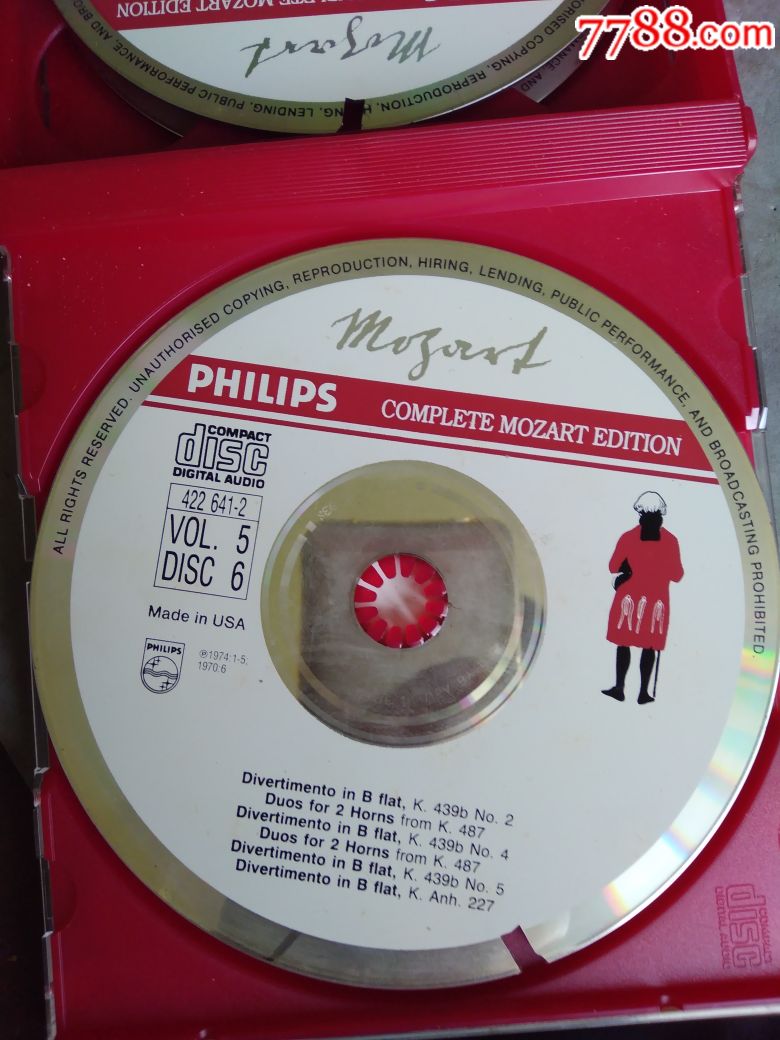 7788.com
COMPLETE MOZART EDITION
Mozart
REPRODUCTION, HIRING, LENDING, PUBLIC PERFORMANCE AND
ALL RIGHTS RESERVED. UNAUTHORISED COPYING, REPRODUCTION, HIRING, LENDING, PUBLIC PERFORMANCE, AND BROADCASTING PROHIBITED.
Mozart
PHILIPS COMPLETE MOZART EDITION
COMPACT
disc
DIGITAL AUDIO
422 641-2
VOL. 5
DISC 6
Made in USA
PHILIPS
℗1974:1-5;
1970:6
Divertimento in B flat, K. 439b No. 2
Duos for 2 Horns from K. 487
Divertimento in B flat, K. 439b No. 4
Duos for 2 Horns from K. 487
Divertimento in B flat, K. 439b No. 5
Divertimento in B flat, K. Anh. 227
COMPACT
disc
DIGITAL AUDIO